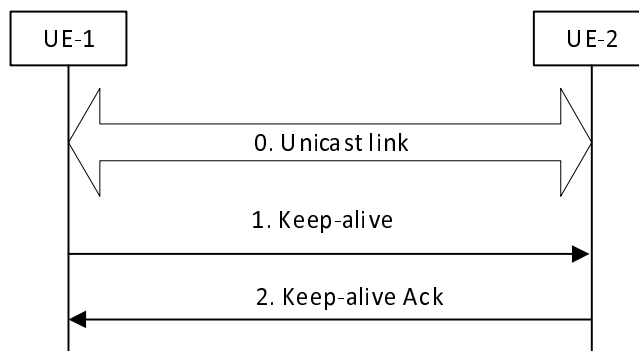 UE-1
UE-2
0. Unicast link
1. Keep-alive
2. Keep-alive Ack